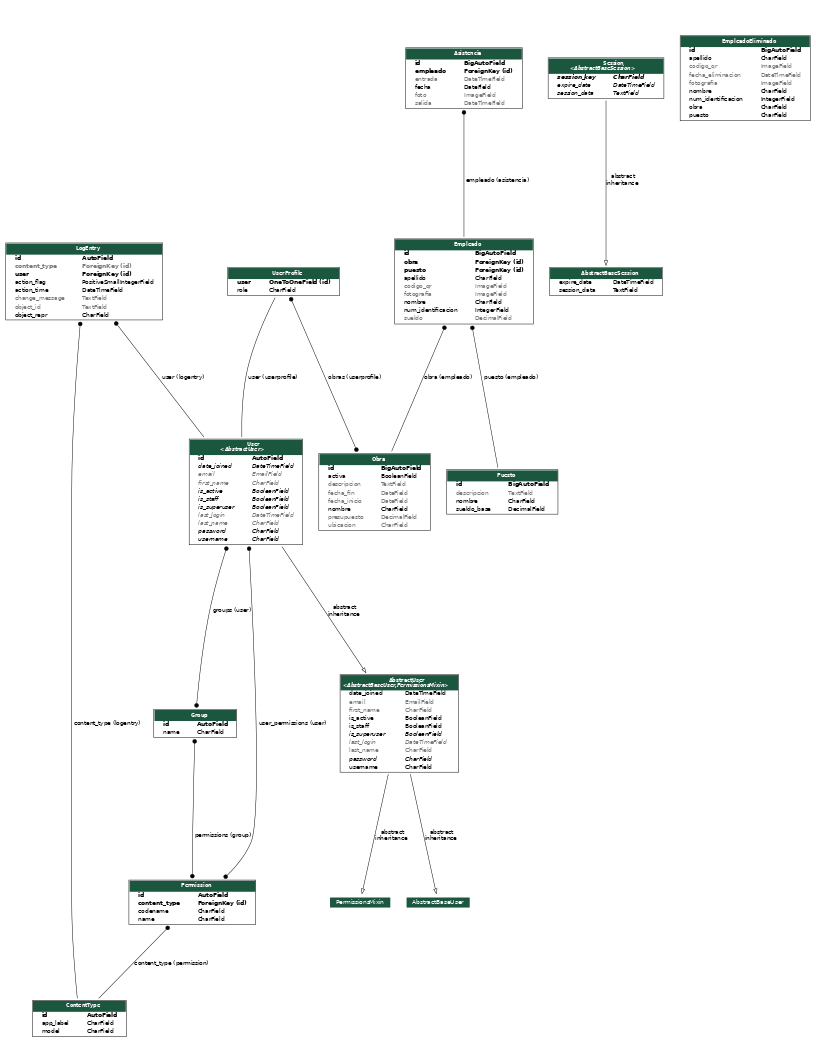 Asistencia
id BigAutoField
empleado ForeignKey (id)
entrada DateTimeField
fecha DateField
foto ImageField
salida DateTimeField
Session
<AbstractBaseSession>
session_key CharField
expire_date DateTimeField
session_data TextField
EmpleadoEliminado
id BigAutoField
apellido CharField
codigo_qr ImageField
fecha_eliminacion DateTimeField
fotografia ImageField
nombre CharField
num_identificacion IntegerField
obra CharField
puesto CharField
empleado (asistencia)
abstract
inheritance
LogEntry
id AutoField
content_type ForeignKey (id)
user ForeignKey (id)
action_flag PositiveSmallIntegerField
action_time DateTimeField
change_message TextField
object_id TextField
object_repr CharField
UserProfile
user OneToOneField (id)
role CharField
Empleado
id BigAutoField
obra ForeignKey (id)
puesto ForeignKey (id)
apellido CharField
codigo_qr ImageField
fotografia ImageField
nombre CharField
num_identificacion IntegerField
sueldo DecimalField
AbstractBaseSession
expire_date DateTimeField
session_data TextField
user (logentry)
user (userprofile)
obras (userprofile)
obra (empleado)
puesto (empleado)
User
<AbstractUser>
id AutoField
date_joined DateTimeField
email EmailField
first_name CharField
is_active BooleanField
is_staff BooleanField
is_superuser BooleanField
last_login DateTimeField
last_name CharField
password CharField
username CharField
Obra
id BigAutoField
activa BooleanField
descripcion TextField
fecha_fin DateField
fecha_inicio DateField
nombre CharField
presupuesto DecimalField
ubicacion CharField
Puesto
id BigAutoField
descripcion TextField
nombre CharField
sueldo_base DecimalField
groups (user)
abstract
inheritance
AbstractUser
<AbstractBaseUser,PermissionsMixin>
date_joined DateTimeField
email EmailField
first_name CharField
is_active BooleanField
is_staff BooleanField
is_superuser BooleanField
last_login DateTimeField
last_name CharField
password CharField
username CharField
Group
id AutoField
name CharField
content_type (logentry)
user_permissions (user)
permissions (group)
abstract
inheritance
abstract
inheritance
Permission
id AutoField
content_type ForeignKey (id)
codename CharField
name CharField
PermissionsMixin
AbstractBaseUser
content_type (permission)
ContentType
id AutoField
app_label CharField
model CharField